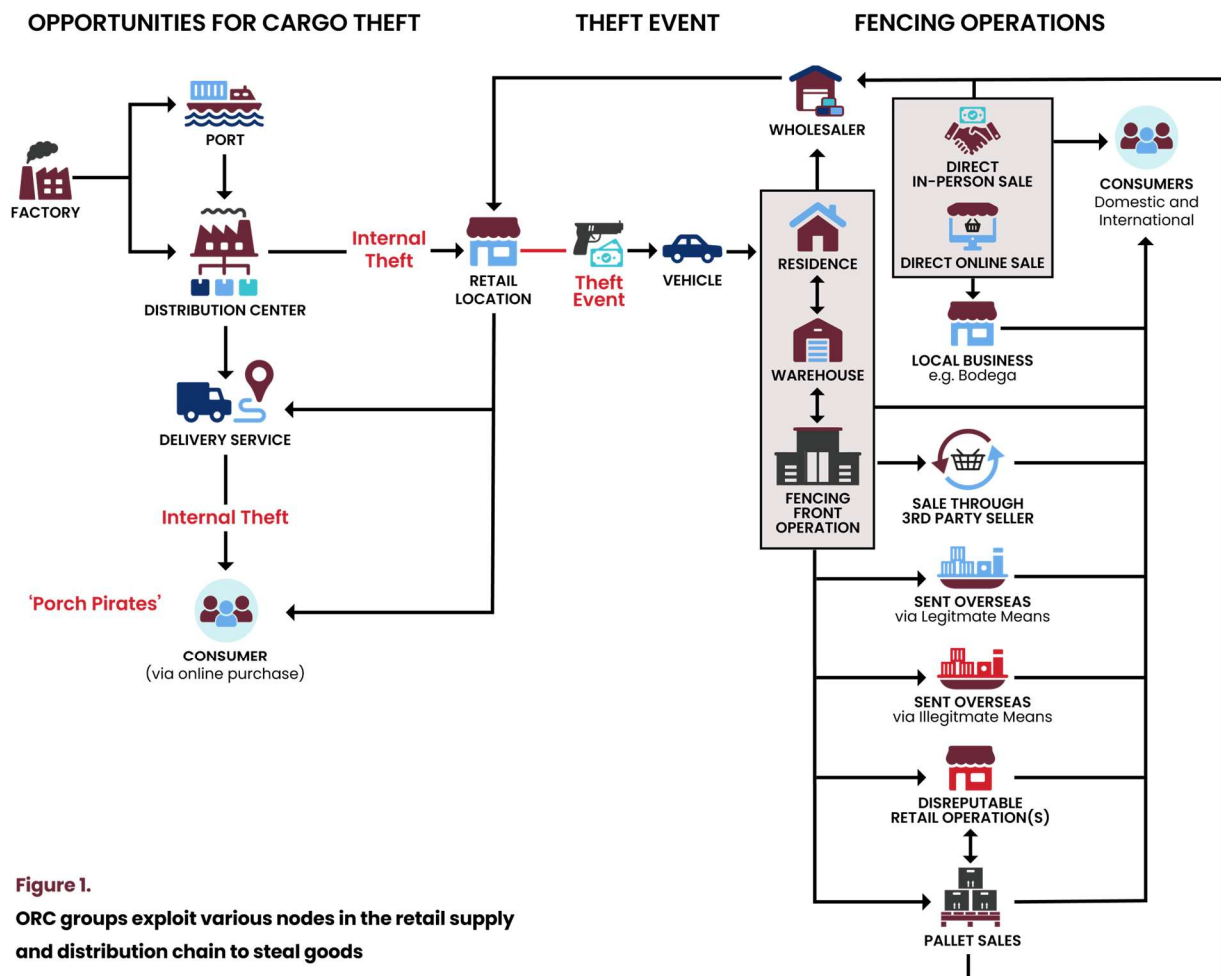 OPPORTUNITIES FOR CARGO THEFT
THEFT EVENT
FENCING OPERATIONS
PORT
FACTORY
DISTRIBUTION CENTER
Internal
Theft
DELIVERY SERVICE
Internal Theft
'Porch Pirates'
CONSUMER
(via online purchase)
RETAIL
LOCATION
Theft
Event
VEHICLE
WHOLESALER
RESIDENCE
WAREHOUSE
FENCING
FRONT
OPERATION
DIRECT
IN-PERSON SALE
DIRECT ONLINE SALE
CONSUMERS
Domestic and
International
LOCAL BUSINESS
e.g. Bodega
SALE THROUGH
3RD PARTY SELLER
SENT OVERSEAS
via Legitmate Means
SENT OVERSEAS
via Illegitmate Means
DISREPUTABLE
RETAIL OPERATION(S)
PALLET SALES
Figure 1.
ORC groups exploit various nodes in the retail supply
and distribution chain to steal goods